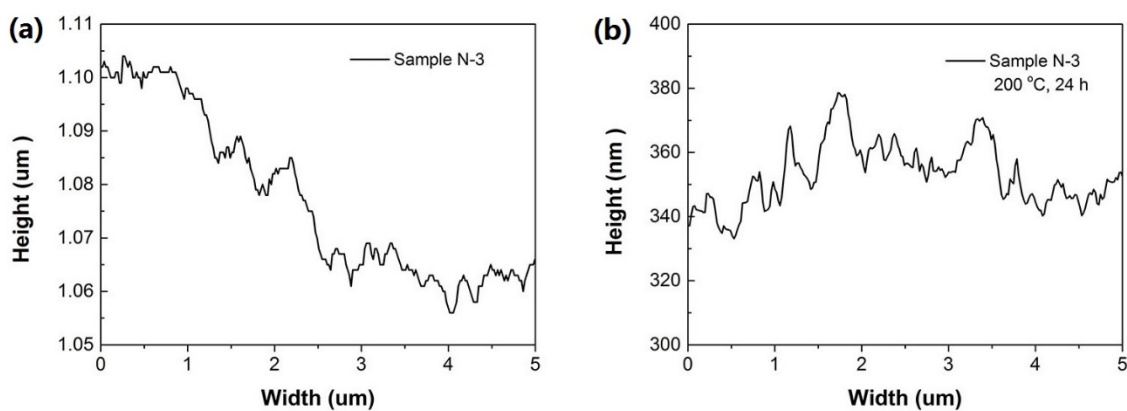 (a)
Height (um )
1.11
1.10
1.09
1.08
1.07
1.06
1.05
Sample N-3
0 1 2 3 4 5
Width (um)
(b)
Height (nm )
400
380
360
340
320
300
Sample N-3
200 °C, 24 h
0 1 2 3 4 5
Width (um)